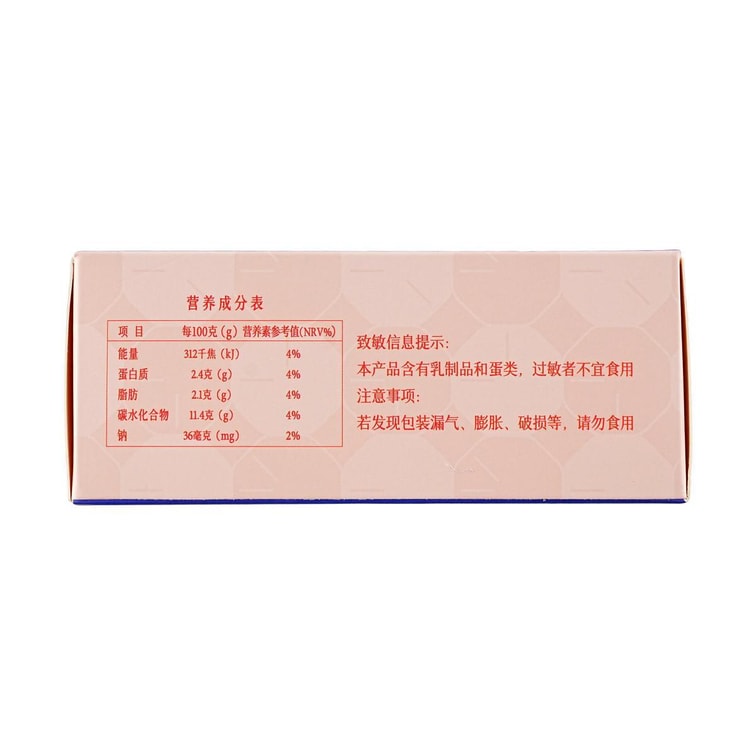 营养成分表
项 目 每100克(g) 营养素参考值(NRV%)
能量 312千焦 (kJ) 4%
蛋白质 2.4克 (g) 4%
脂肪 2.1克 (g) 4%
碳水化合物 11.4克 (g) 4%
钠 36毫克 (mg) 2%
致敏信息提示:
本产品含有乳制品和蛋类，过敏者不宜食用
注意事项:
若发现包装漏气、膨胀、破损等，请勿食用